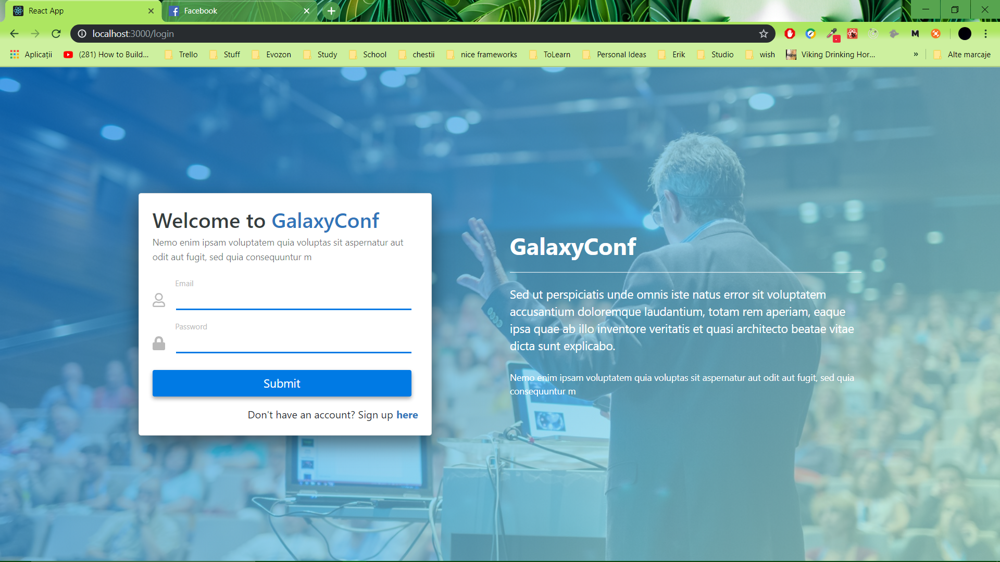 React App
Facebook
localhost:3000/login
M
Aplicații
(281) How to Build...
Trello
Stuff
Evozon
Study
School
chestii
nice frameworks
ToLearn
Personal Ideas
Erik
Studio
wish
Viking Drinking Hor...
»
Alte marcaje
Welcome to GalaxyConf
Nemo enim ipsam voluptatem quia voluptas sit aspernatur aut
odit aut fugit, sed quia consequuntur m
Email
Password
Submit
Don't have an account? Sign up here
GalaxyConf
Sed ut perspiciatis unde omnis iste natus error sit voluptatem
accusantium doloremque laudantium, totam rem aperiam, eaque
ipsa quae ab illo inventore veritatis et quasi architecto beatae vitae
dicta sunt explicabo.
Nemo enim ipsam voluptatem quia voluptas sit aspernatur aut odit aut fugit, sed quia
consequuntur m